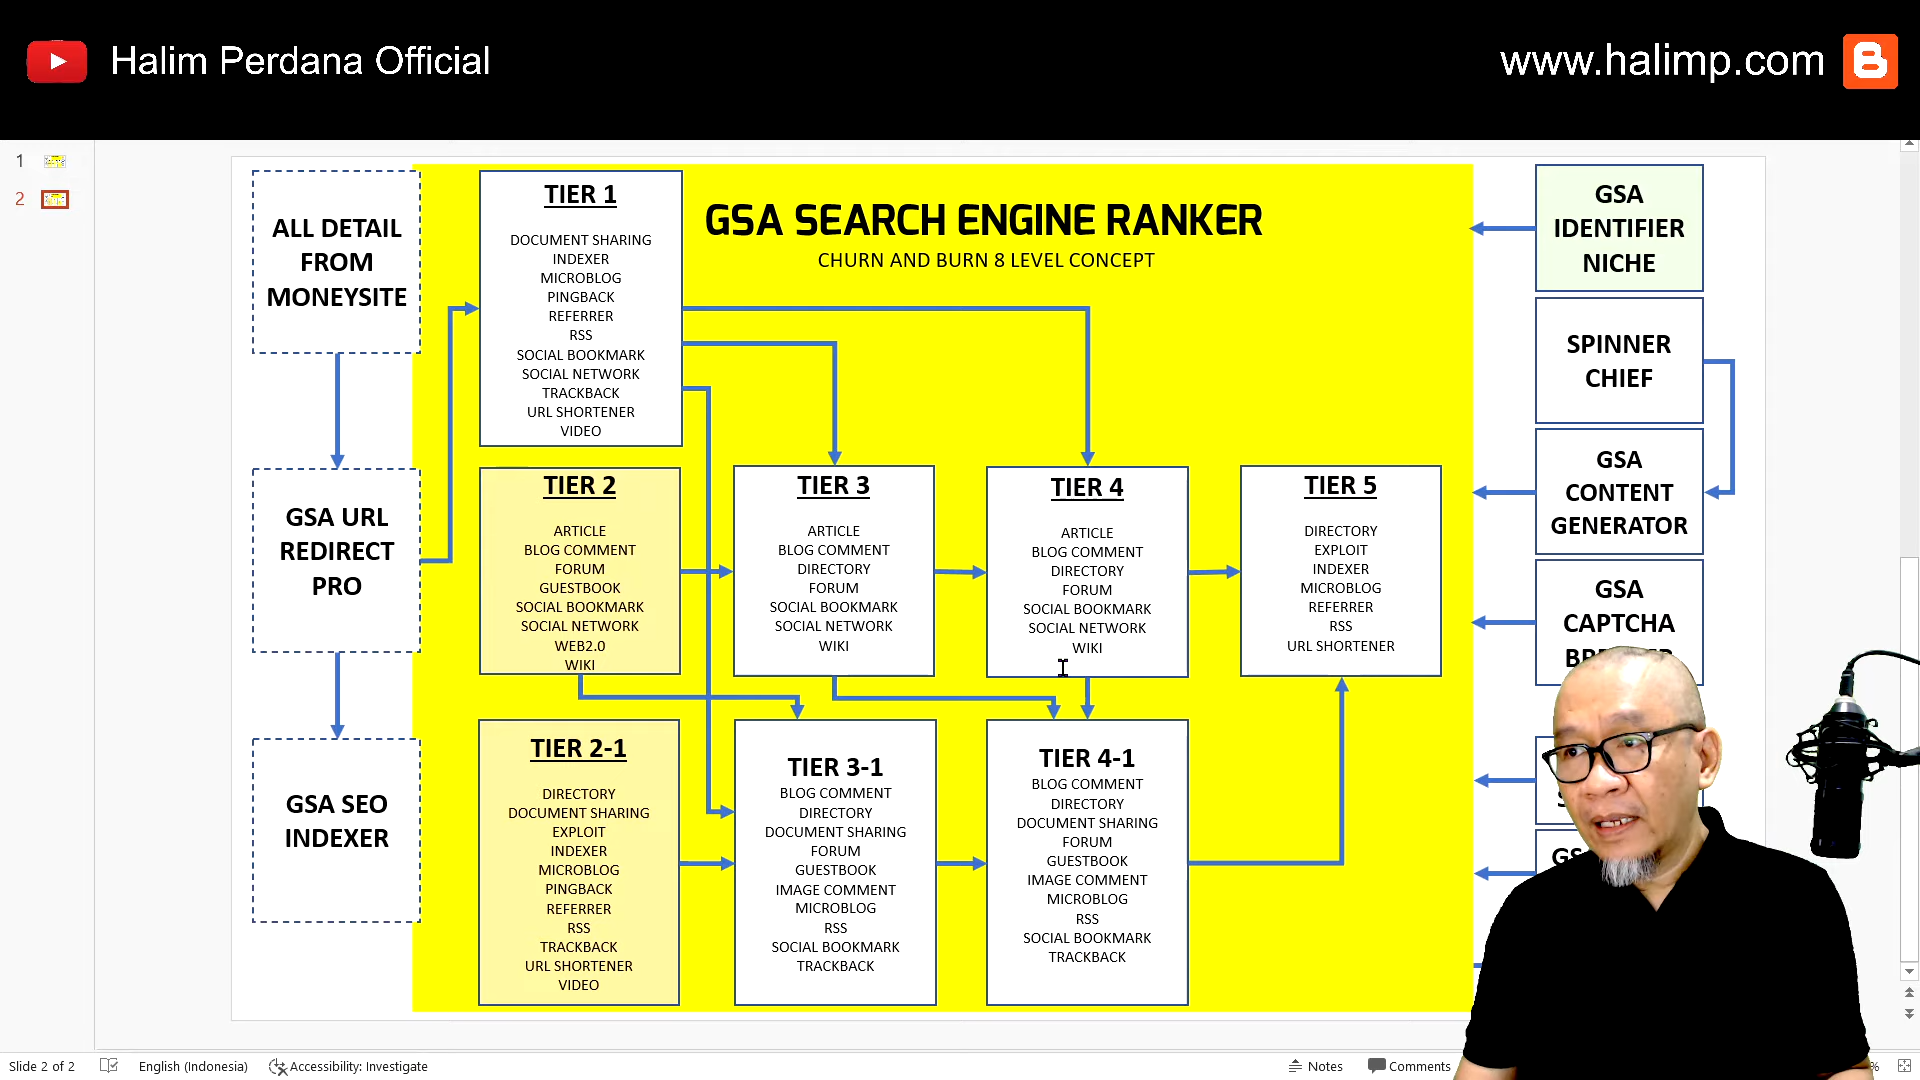 Halim Perdana Official
www.halimp.com
1
2
ALL DETAIL
FROM
MONEYSITE
GSA URL
REDIRECT
PRO
GSA SEO
INDEXER
TIER 1
DOCUMENT SHARING
INDEXER
MICROBLOG
PINGBACK
REFERRER
RSS
SOCIAL BOOKMARK
SOCIAL NETWORK
TRACKBACK
URL SHORTENER
VIDEO
GSA SEARCH ENGINE RANKER
CHURN AND BURN 8 LEVEL CONCEPT
TIER 2
ARTICLE
BLOG COMMENT
FORUM
GUESTBOOK
SOCIAL BOOKMARK
SOCIAL NETWORK
WEB2.0
WIKI
TIER 3
ARTICLE
BLOG COMMENT
DIRECTORY
FORUM
SOCIAL BOOKMARK
SOCIAL NETWORK
WIKI
TIER 4
ARTICLE
BLOG COMMENT
DIRECTORY
FORUM
SOCIAL BOOKMARK
SOCIAL NETWORK
WIKI
TIER 5
DIRECTORY
EXPLOIT
INDEXER
MICROBLOG
REFERRER
RSS
URL SHORTENER
TIER 2-1
DIRECTORY
DOCUMENT SHARING
EXPLOIT
INDEXER
MICROBLOG
PINGBACK
REFERRER
RSS
TRACKBACK
URL SHORTENER
VIDEO
TIER 3-1
BLOG COMMENT
DIRECTORY
DOCUMENT SHARING
FORUM
GUESTBOOK
IMAGE COMMENT
MICROBLOG
RSS
SOCIAL BOOKMARK
TRACKBACK
TIER 4-1
BLOG COMMENT
DIRECTORY
DOCUMENT SHARING
FORUM
GUESTBOOK
IMAGE COMMENT
MICROBLOG
RSS
SOCIAL BOOKMARK
TRACKBACK
GSA
IDENTIFIER
NICHE
SPINNER
CHIEF
GSA
CONTENT
GENERATOR
GSA
CAPTCHA
Slide 2 of 2
English (Indonesia)
Accessibility: Investigate
Notes
Comments
%